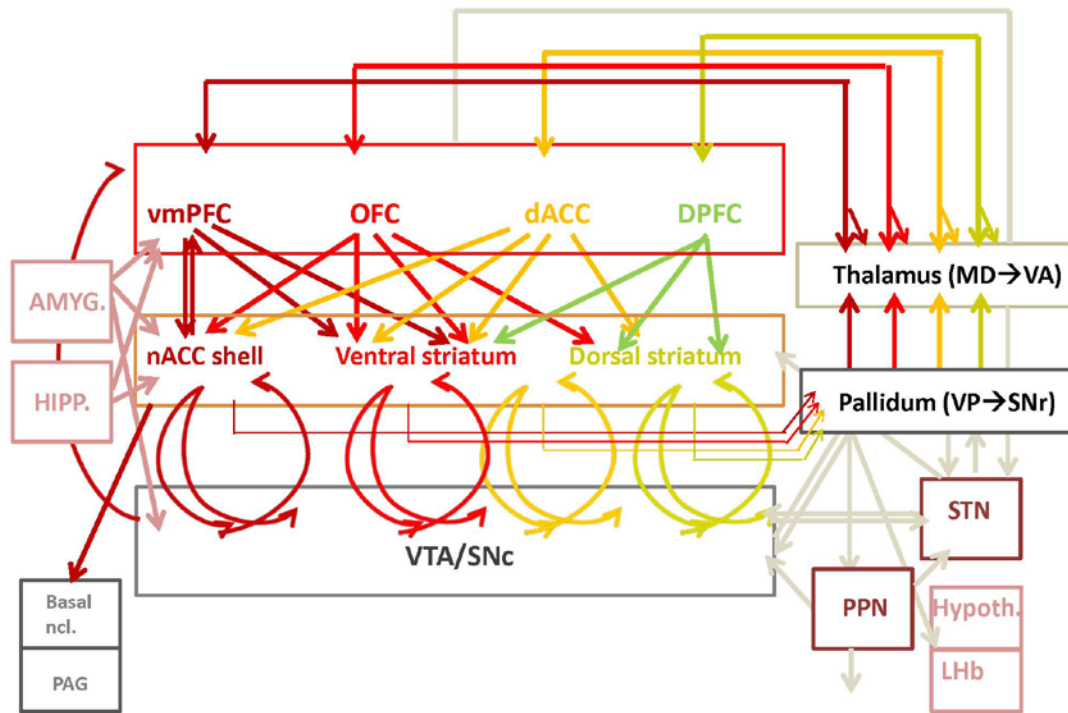 vmPFC OFC dACC DPFC
Thalamus (MD→VA)
AMYG.
HIPP.
nACC shell Ventral striatum Dorsal striatum
Pallidum (VP→SNr)
VTA/SNc
STN
Basal
ncl.
PAG
PPN
Hypoth.
LHb